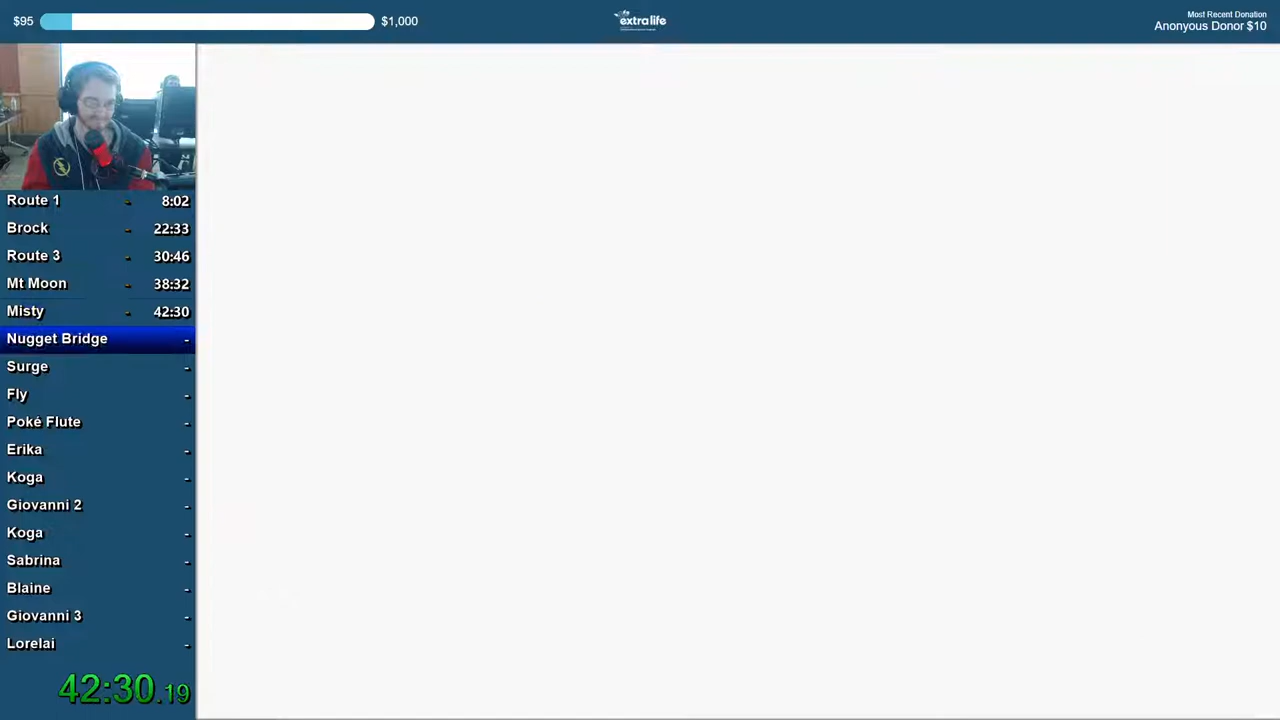 $95
$1,000
extralife
Most Recent Donation
Anonyous Donor $10
Route 1 - 8:02
Brock - 22:33
Route 3 - 30:46
Mt Moon - 38:32
Misty - 42:30
Nugget Bridge -
Surge -
Fly -
Poké Flute -
Erika -
Koga -
Giovanni 2 -
Koga -
Sabrina -
Blaine -
Giovanni 3 -
Lorelai -
42:30.19